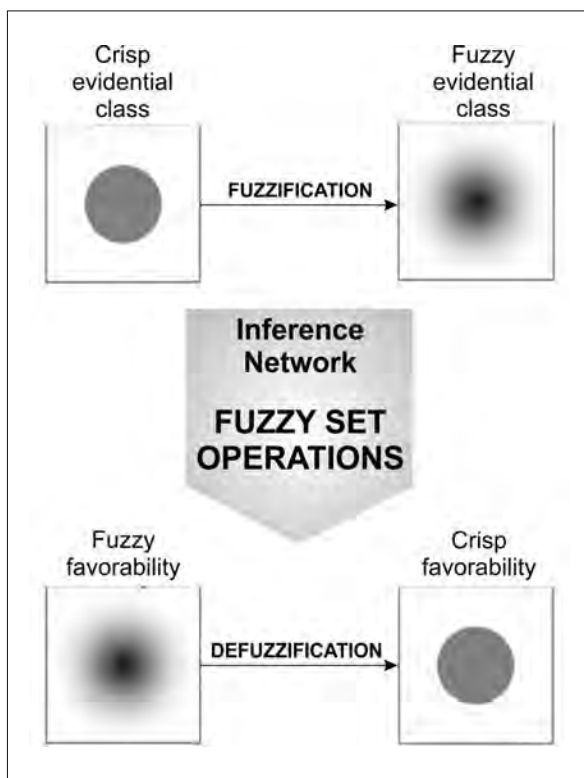 Crisp
evidential
class
Fuzzy
evidential
class
FUZZIFICATION
Inference
Network
FUZZY SET
OPERATIONS
Fuzzy
favorability
Crisp
favorability
DEFUZZIFICATION